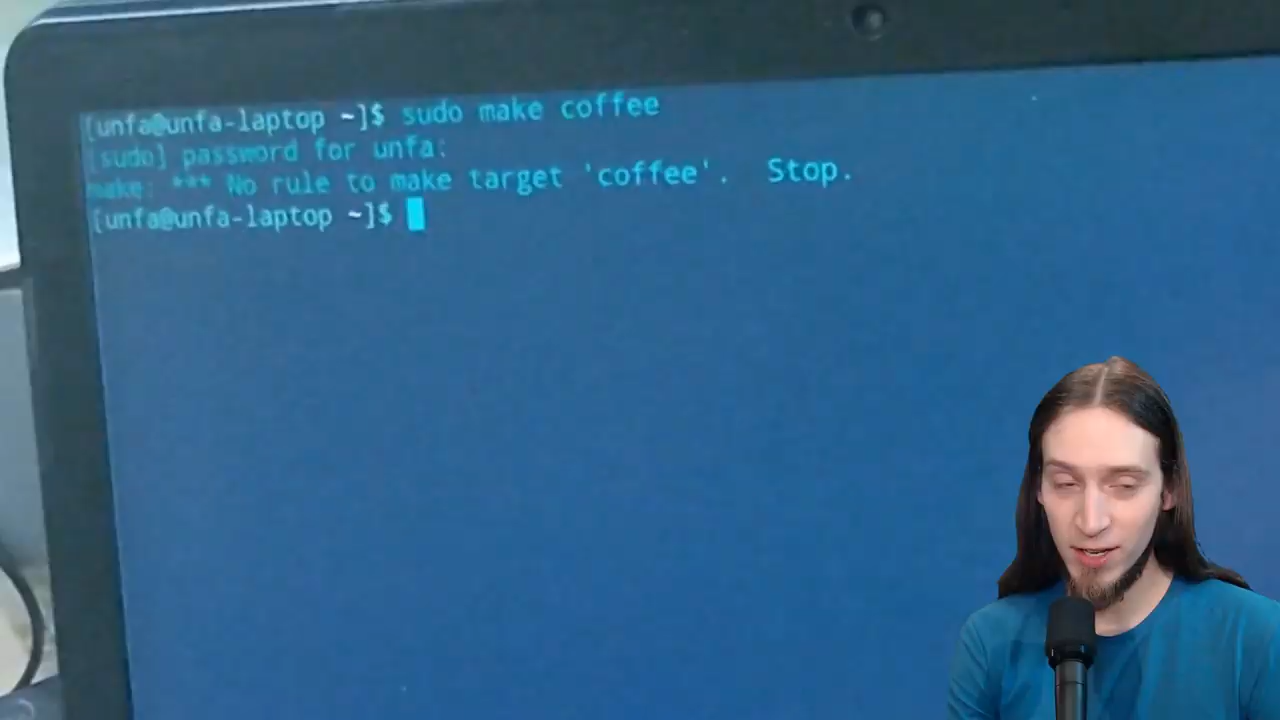 [unfa@unfa-laptop ~]$ sudo make coffee
[sudo] password for unfa:
make: *** No rule to make target 'coffee'.  Stop.
[unfa@unfa-laptop ~]$